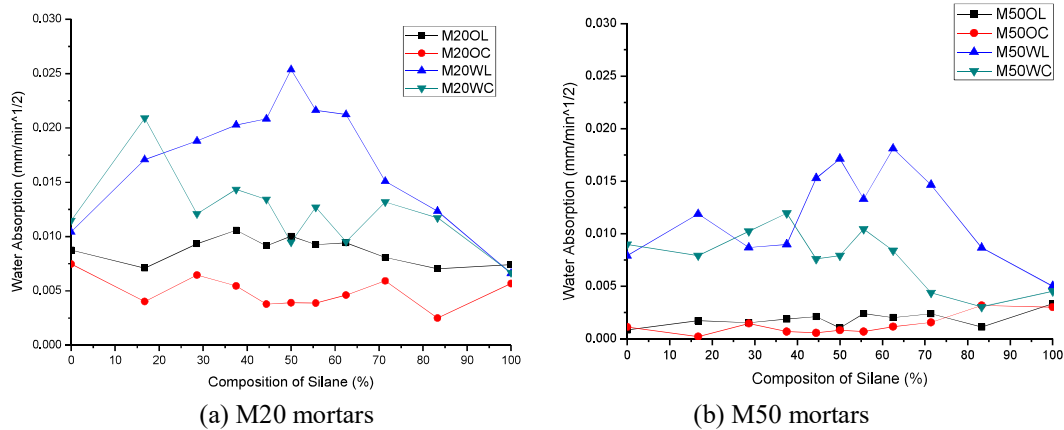 0.030
0.025
0.020
0.015
0.010
0.005
0.000
Water Absorption (mm/min^1/2)
M20OL
M20OC
M20WL
M20WC
0 10 20 30 40 50 60 70 80 90 100
Composition of Silane (%)
(a) M20 mortars
0.030
0.025
0.020
0.015
0.010
0.005
0.000
Water Absorption (mm/min^1/2)
M50OL
M50OC
M50WL
M50WC
0 10 20 30 40 50 60 70 80 90 100
Compositon of Silane (%)
(b) M50 mortars